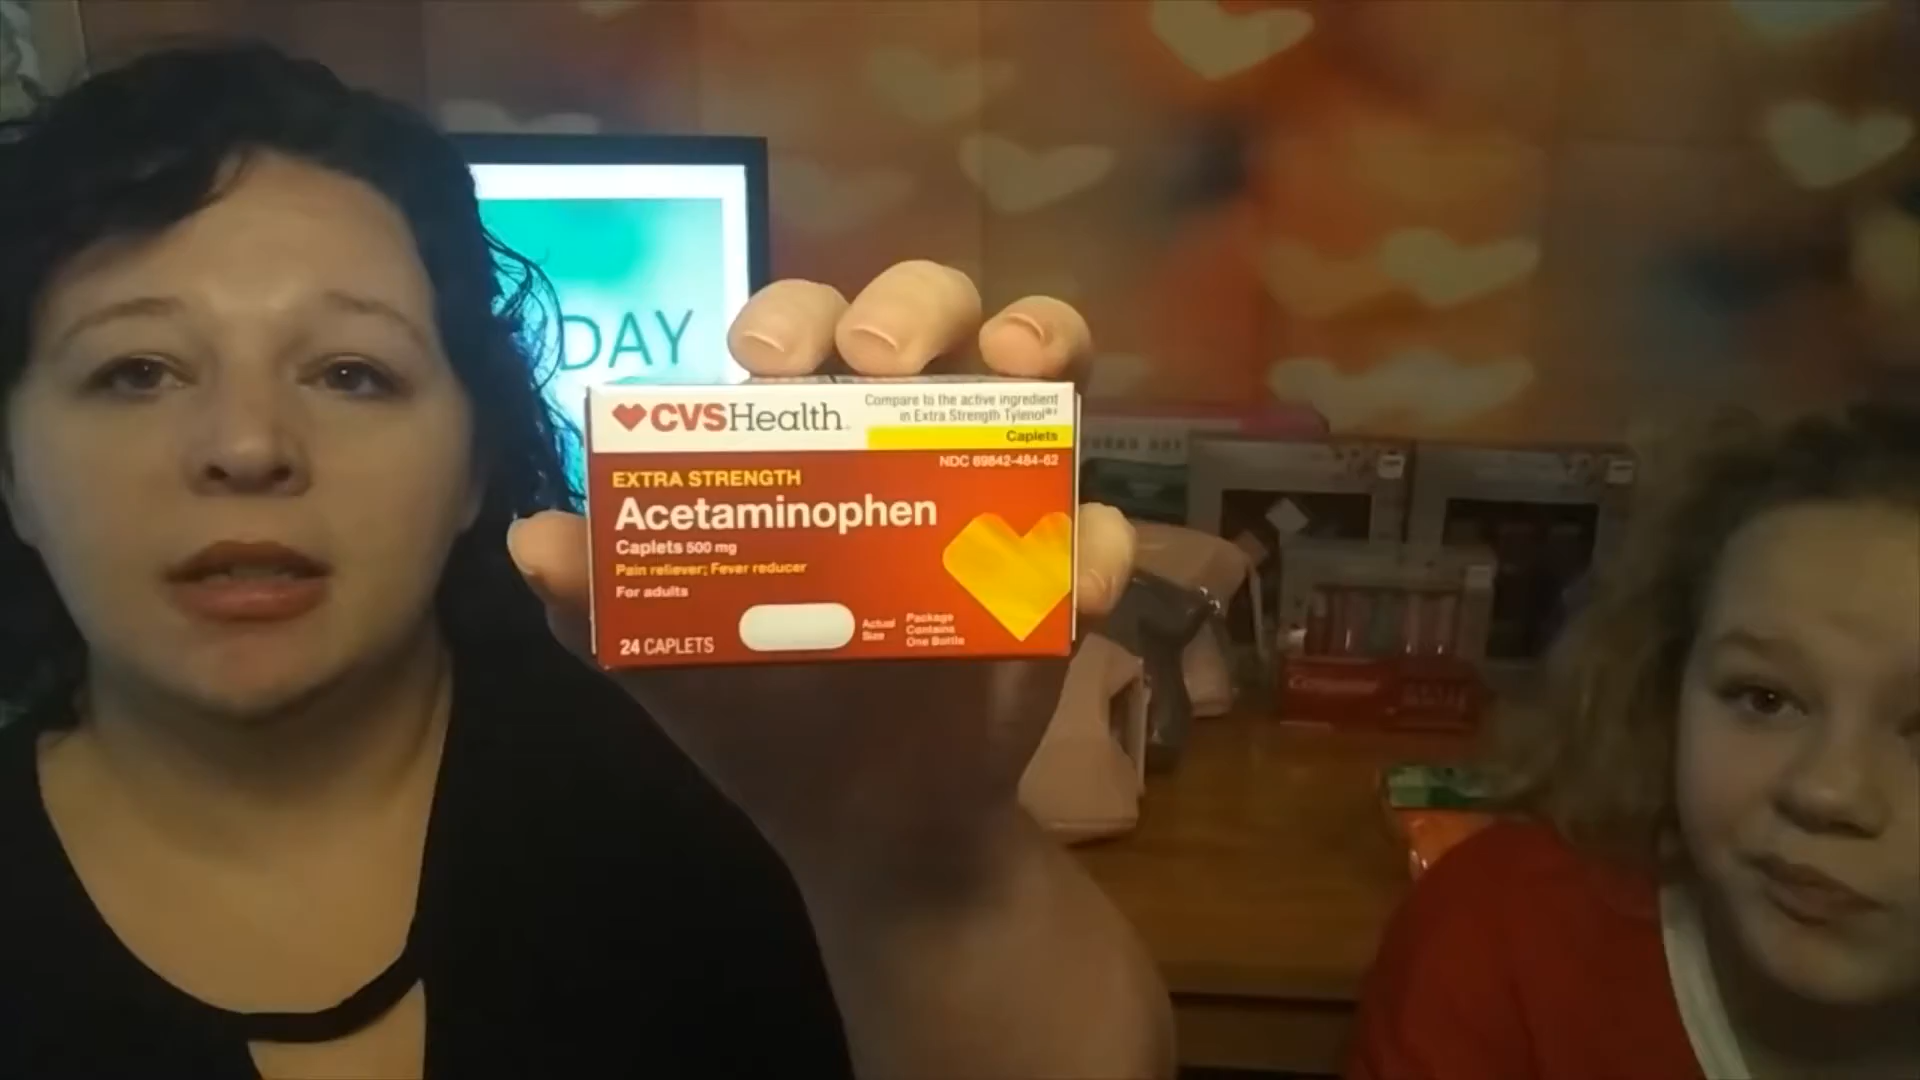 DAY
CVSHealth
Compare to the active ingredient
in Extra Strength Tylenol®‡
Caplets
NDC 69842-484-62
EXTRA STRENGTH
Acetaminophen
Caplets 500 mg
Pain reliever; Fever reducer
For adults
24 CAPLETS
Actual
Size
Package
Contains
One Bottle